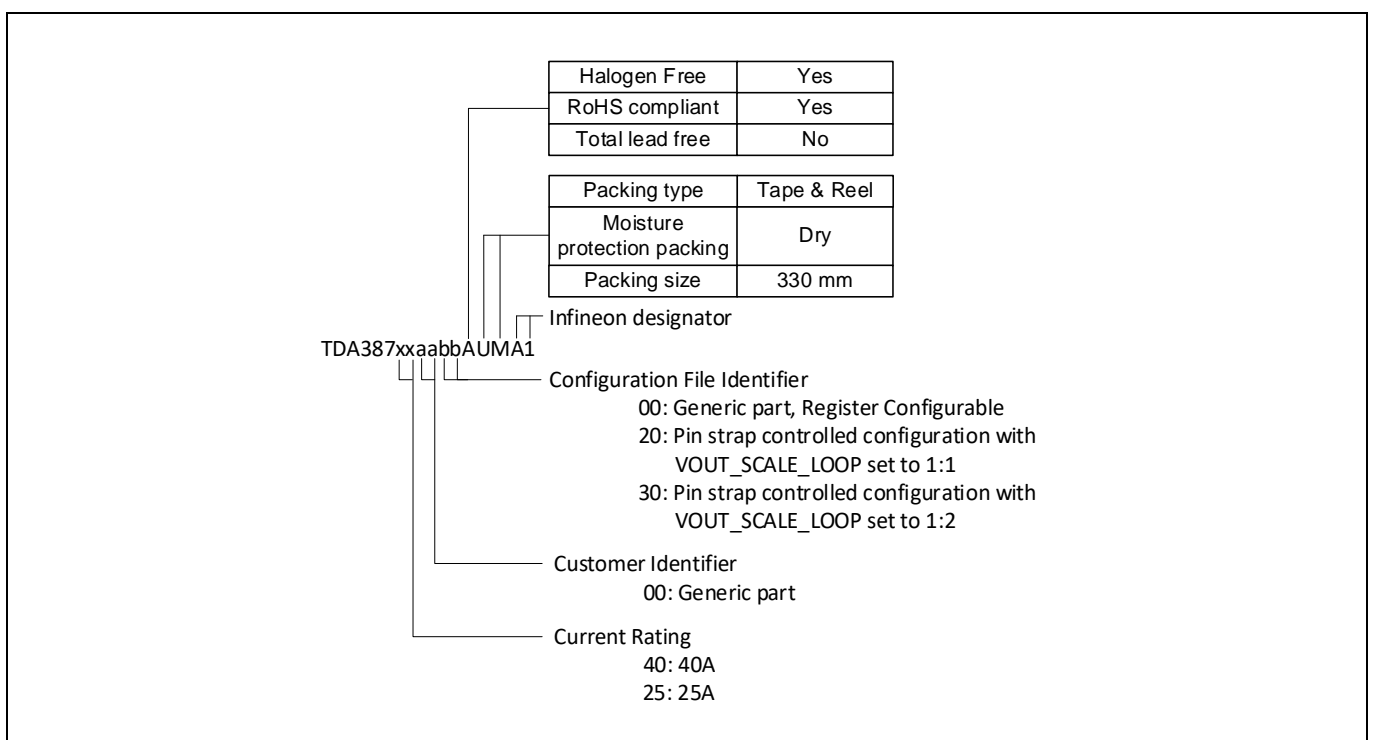 Halogen Free Yes
RoHS compliant Yes
Total lead free No
Packing type Tape & Reel
Moisture
protection packing Dry
Packing size 330 mm
Infineon designator
TDA387xxaabbAUMA1
Configuration File Identifier
00: Generic part, Register Configurable
20: Pin strap controlled configuration with
VOUT_SCALE_LOOP set to 1:1
30: Pin strap controlled configuration with
VOUT_SCALE_LOOP set to 1:2
Customer Identifier
00: Generic part
Current Rating
40: 40A
25: 25A